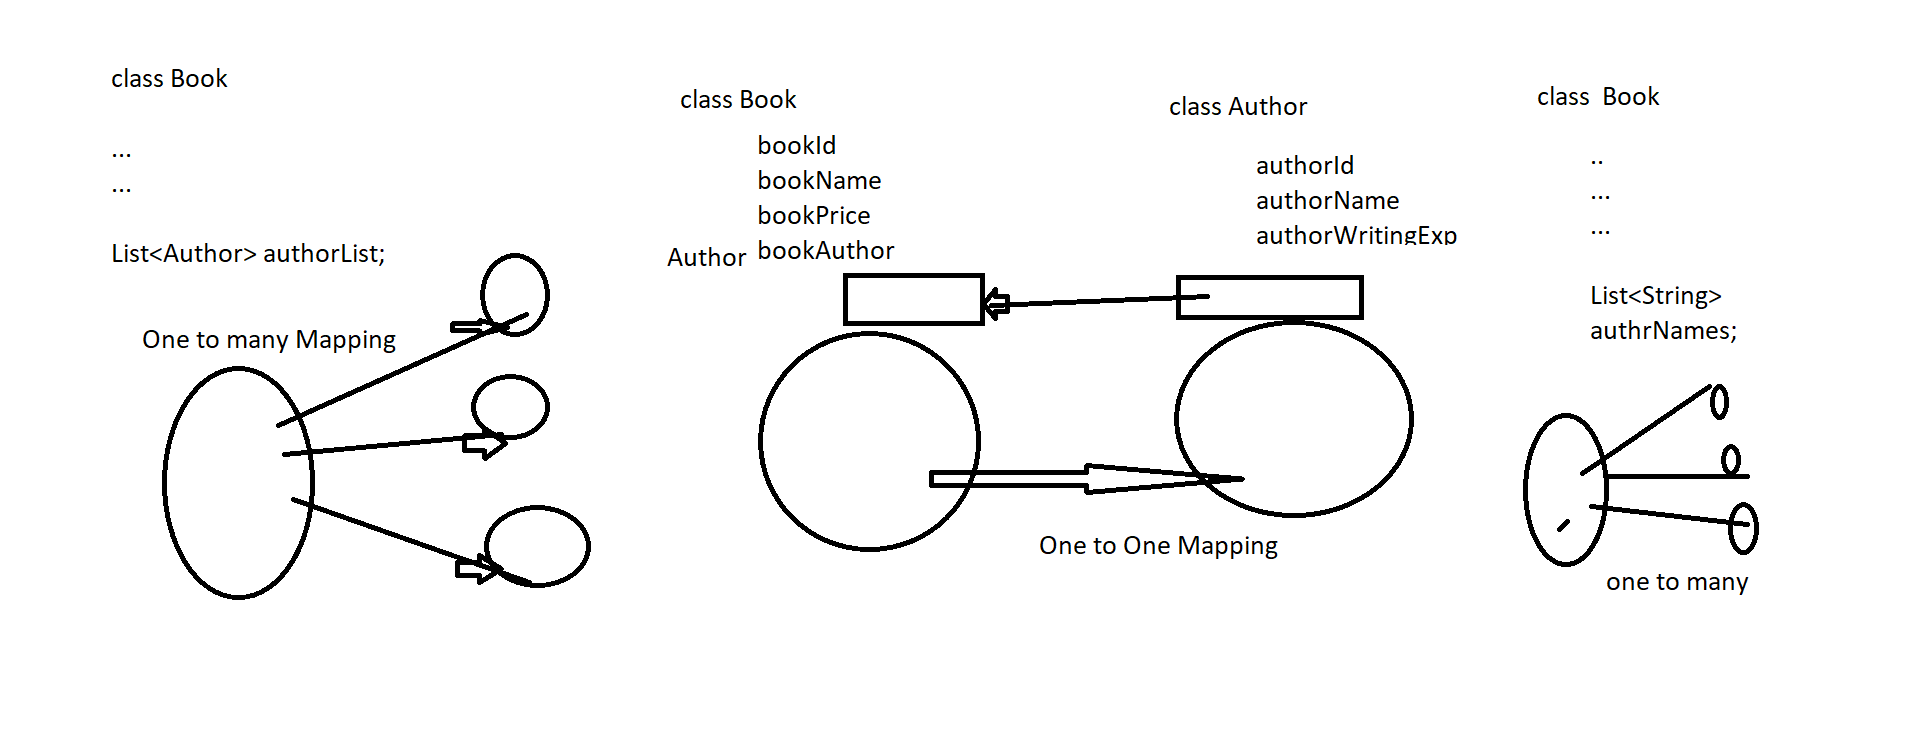 class Book
...
...
List<Author> authorList;
One to many Mapping
class Book
bookId
bookName
bookPrice
Author bookAuthor
class Author
authorId
authorName
authorWritingExp
One to One Mapping
class Book
..
...
...
List<String>
authrNames;
one to many